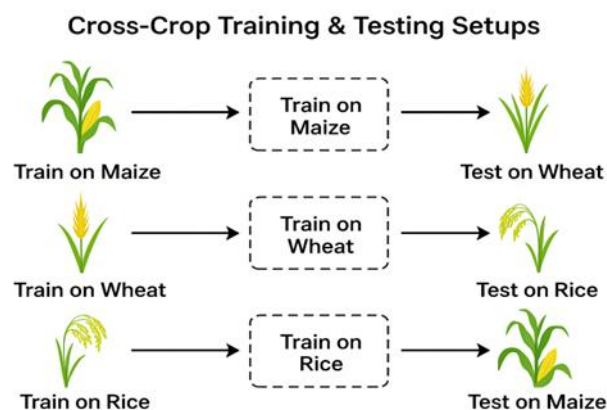 Cross-Crop Training & Testing Setups
Train on
Maize
Train on Maize
Test on Wheat
Train on
Wheat
Train on Wheat
Test on Rice
Train on
Rice
Train on Rice
Test on Maize